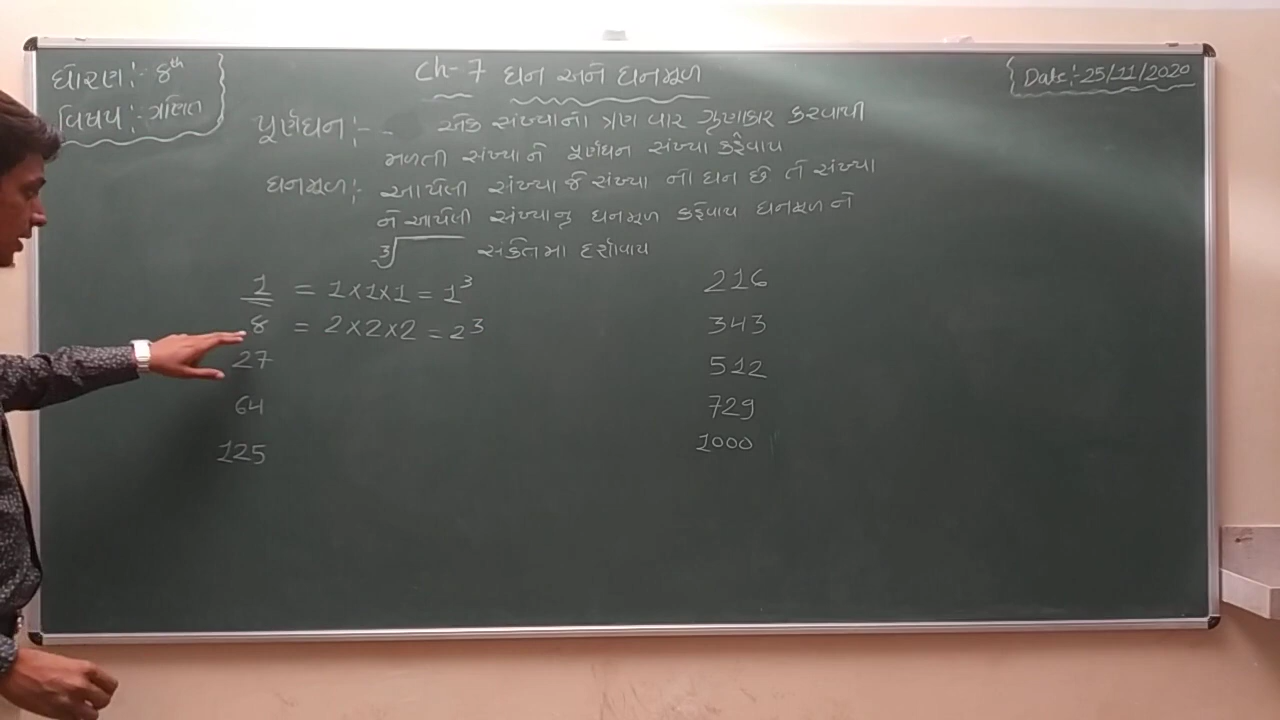 ધોરણ:- 8th
વિષય:- ગણિત
Ch-7 ઘન અને ઘનમૂળ
Date:-25/11/2020
પૂર્ણઘન:-- એક સંખ્યાનો ત્રણ વાર ગુણાકાર કરવાથી
મળતી સંખ્યાને પૂર્ણઘન સંખ્યા કહેવાય
ઘનમૂળ:- આપેલી સંખ્યા જે સંખ્યા નો ઘન છે તે સંખ્યા
ને આપેલી સંખ્યાનુ ઘનમૂળ કહેવાય ઘનમૂળ ને
∛ સંકેતમા દર્શાવાય
1 = 1×1×1 = 1³
8 = 2×2×2 = 2³
27
64
125
216
343
512
729
1000